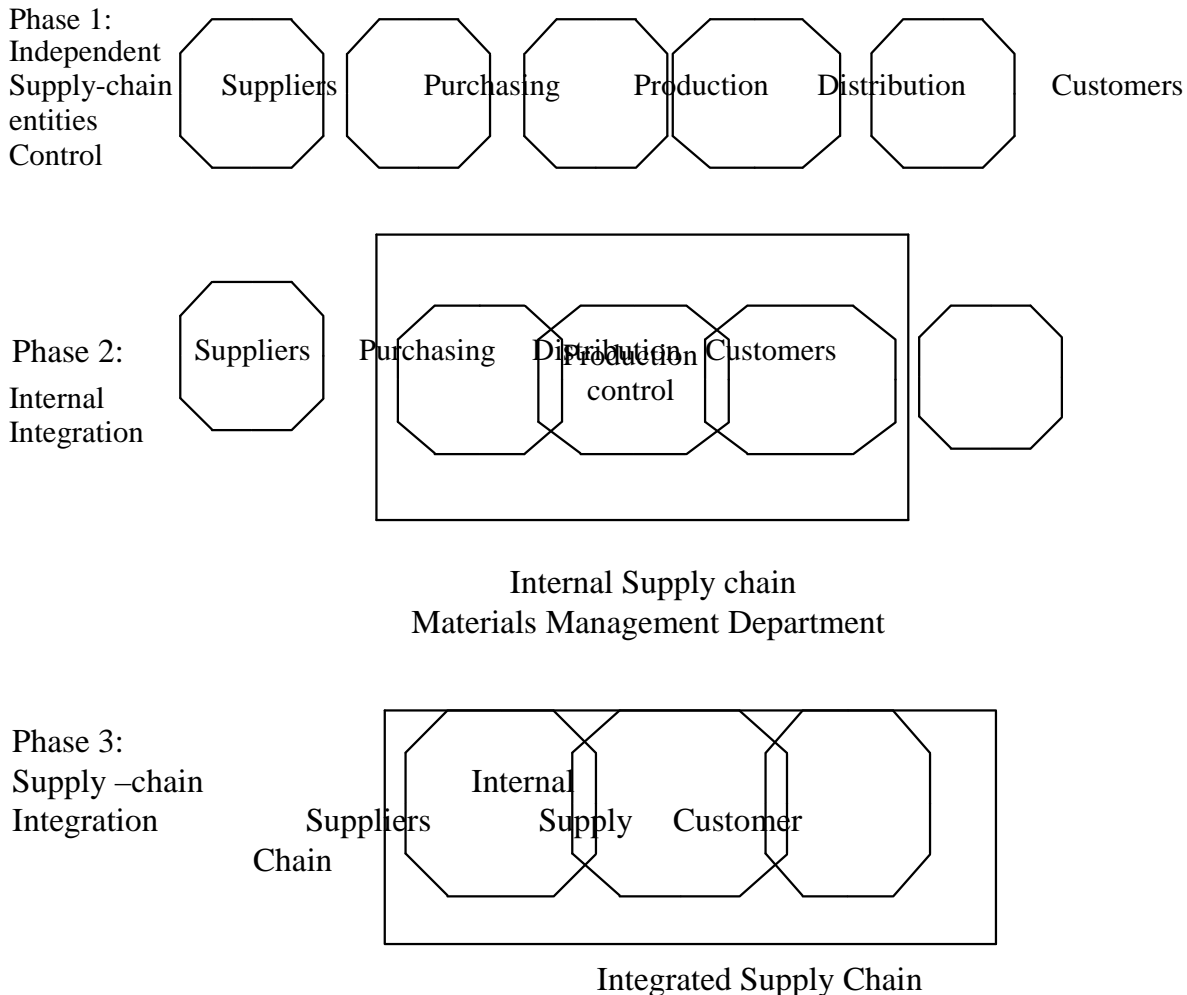 Phase 1:
Independent
Supply-chain Suppliers Purchasing Production Distribution Customers
entities
Control
Phase 2: Suppliers Purchasing Distribution Customers
Production
control
Internal
Integration
Internal Supply chain
Materials Management Department
Phase 3:
Supply –chain Internal
Integration Suppliers Supply Customer
Chain
Integrated Supply Chain